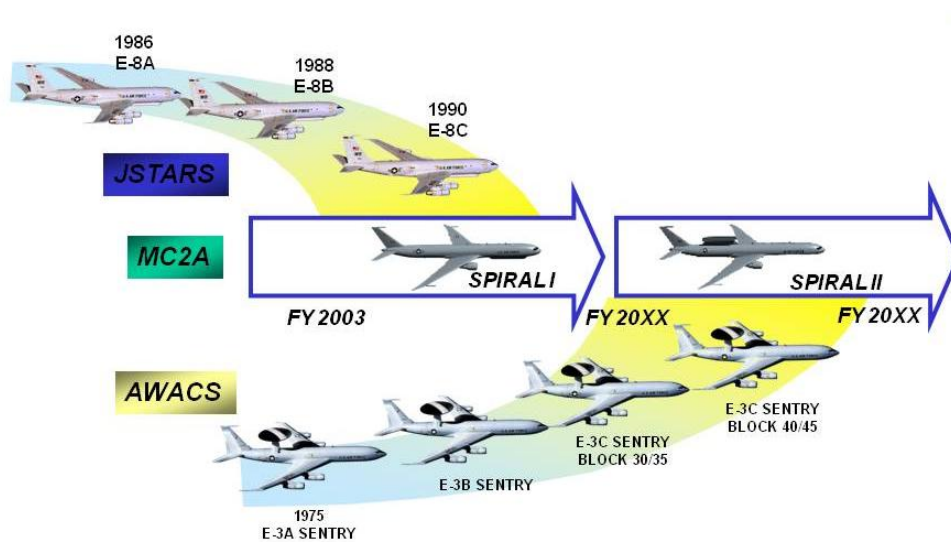 1986
E-8A
1988
E-8B
1990
E-8C
JSTARS
MC2A
SPIRAL I
SPIRAL II
FY 2003
FY 20XX
FY 20XX
AWACS
E-3C SENTRY
BLOCK 40/45
E-3C SENTRY
BLOCK 30/35
E-3B SENTRY
1975
E-3A SENTRY